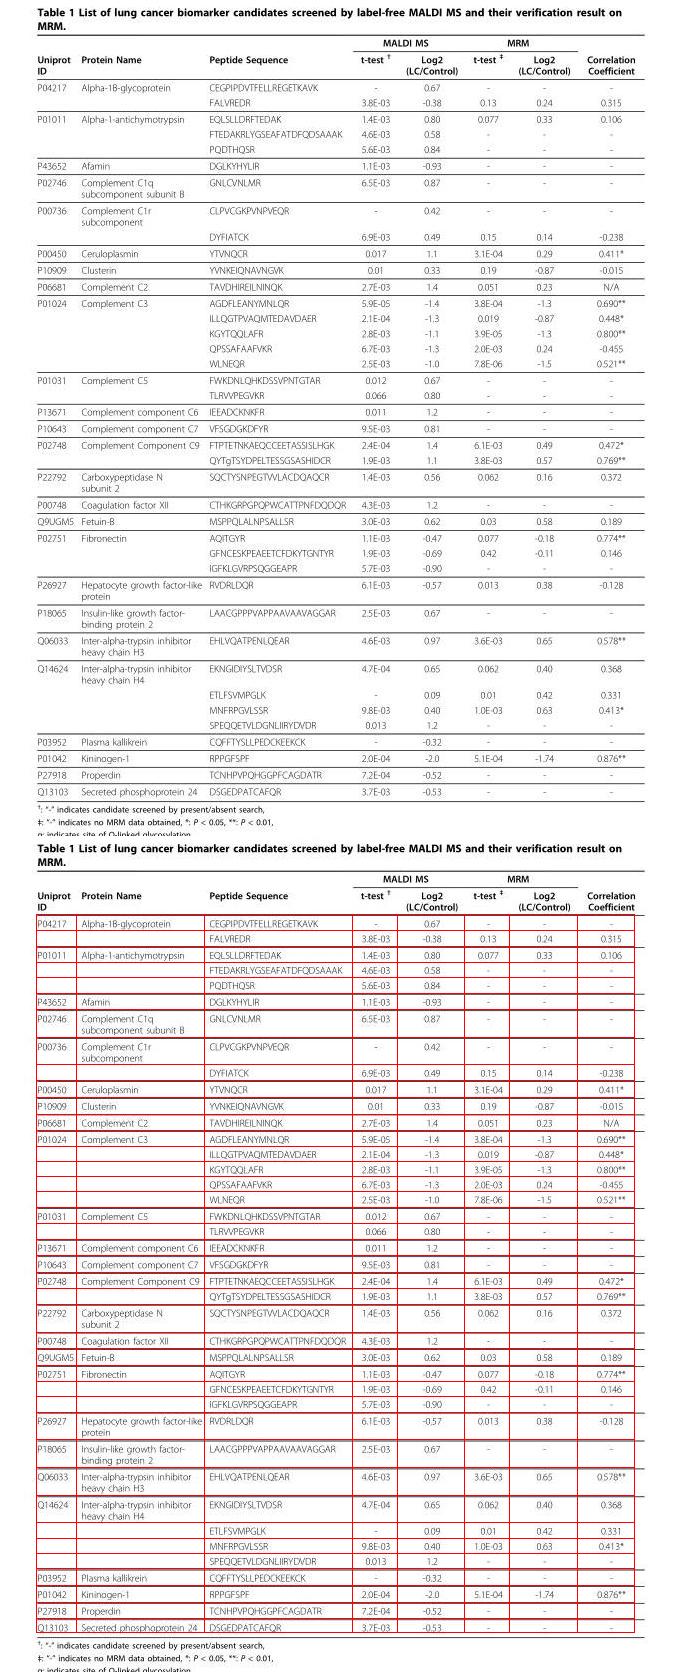 Table 1 List of lung cancer biomarker candidates screened by label-free MALDI MS and their verification result on
MRM.
MALDI MS MRM
Uniprot ID Protein Name Peptide Sequence t-test † Log2 (LC/Control) t-test ‡ Log2 (LC/Control) Correlation Coefficient
P04217 Alpha-1B-glycoprotein CEGPIPDVTFELLREGETKAVK - 0.67 - - -
FALVREDR 3.8E-03 -0.38 0.13 0.24 0.315
P01011 Alpha-1-antichymotrypsin EQLSLLDRFTEDAK 1.4E-03 0.80 0.077 0.33 0.106
FTEDAKRLYGSEAFATDFQDSAAAK 4.6E-03 0.58 - - -
PQDTHQSR 5.6E-03 0.84 - - -
P43652 Afamin DGLKYHYLIR 1.1E-03 -0.93 - - -
P02746 Complement C1q GNLCVNLMR 6.5E-03 0.87 - - -
subcomponent subunit B
P00736 Complement C1r CLPVCGKPVNPVEQR - 0.42 - - -
subcomponent
DYFIATCK 6.9E-03 0.49 0.15 0.14 -0.238
P00450 Ceruloplasmin YTVNQCR 0.017 1.1 3.1E-04 0.29 0.411*
P10909 Clusterin YVNKEIQNAVNGVK 0.01 0.33 0.19 -0.87 -0.015
P06681 Complement C2 TAVDHIREILNINQK 2.7E-03 1.4 0.051 0.23 N/A
P01024 Complement C3 AGDFLEANYMNLQR 5.9E-05 -1.4 3.8E-04 -1.3 0.690**
ILLQGTPVAQMTEDAVDAER 2.1E-04 -1.3 0.019 -0.87 0.448*
KGYTQQLAFR 2.8E-03 -1.1 3.9E-05 -1.3 0.800**
QPSSAFAAFVKR 6.7E-03 -1.3 2.0E-03 0.24 -0.455
WLNEQR 2.5E-03 -1.0 7.8E-06 -1.5 0.521**
P01031 Complement C5 FWKDNLQHKDSSVPNTGTAR 0.012 0.67 - - -
TLRVVPEGVKR 0.066 0.80 - - -
P13671 Complement component C6 IEEADCKNKFR 0.011 1.2 - - -
P10643 Complement component C7 VFSGDGKDFYR 9.5E-03 0.81 - - -
P02748 Complement Component C9 FTPTETNKAEQCCEETASSISLHGK 2.4E-04 1.4 6.1E-03 0.49 0.472*
QYTgTSYDPELTESSGSASHIDCR 1.9E-03 1.1 3.8E-03 0.57 0.769**
P22792 Carboxypeptidase N SQCTYSNPEGTVVLACDQAQCR 1.4E-03 0.56 0.062 0.16 0.372
subunit 2
P00748 Coagulation factor XII CTHKGRPGPQPWCATTPNFDQDQR 4.3E-03 1.2 - - -
Q9UGM5 Fetuin-B MSPPQLALNPSALLSR 3.0E-03 0.62 0.03 0.58 0.189
P02751 Fibronectin AQITGYR 1.1E-03 -0.47 0.077 -0.18 0.774**
GFNCESKPEAEETCFDKYTGNTYR 1.9E-03 -0.69 0.42 -0.11 0.146
IGFKLGVRPSQGGEAPR 5.7E-03 -0.90 - - -
P26927 Hepatocyte growth factor-like RVDRLDQR 6.1E-03 -0.57 0.013 0.38 -0.128
protein
P18065 Insulin-like growth factor- LAACGPPPVAPPAAVAAVAGGAR 2.5E-03 0.67 - - -
binding protein 2
Q06033 Inter-alpha-trypsin inhibitor EHLVQATPENLQEAR 4.6E-03 0.97 3.6E-03 0.65 0.578**
heavy chain H3
Q14624 Inter-alpha-trypsin inhibitor EKNGIDIYSLTVDSR 4.7E-04 0.65 0.062 0.40 0.368
heavy chain H4
ETLFSVMPGLK - 0.09 0.01 0.42 0.331
MNFRPGVLSSR 9.8E-03 0.40 1.0E-03 0.63 0.413*
SPEQQETVLDGNLIIRYDVDR 0.013 1.2 - - -
P03952 Plasma kallikrein CQFFTYSLLPEDCKEEKCK - -0.32 - - -
P01042 Kininogen-1 RPPGFSPF 2.0E-04 -2.0 5.1E-04 -1.74 0.876**
P27918 Properdin TCNHPVPQHGGPFCAGDATR 7.2E-04 -0.52 - - -
Q13103 Secreted phosphoprotein 24 DSGEDPATCAFQR 3.7E-03 -0.53 - - -
†: "-" indicates candidate screened by present/absent search,
‡: "-" indicates no MRM data obtained, *: P < 0.05, **: P < 0.01,
g: indicates site of O-linked glycosylation
Table 1 List of lung cancer biomarker candidates screened by label-free MALDI MS and their verification result on
MRM.
MALDI MS MRM
Uniprot ID Protein Name Peptide Sequence t-test † Log2 (LC/Control) t-test ‡ Log2 (LC/Control) Correlation Coefficient
P04217 Alpha-1B-glycoprotein CEGPIPDVTFELLREGETKAVK - 0.67 - - -
FALVREDR 3.8E-03 -0.38 0.13 0.24 0.315
P01011 Alpha-1-antichymotrypsin EQLSLLDRFTEDAK 1.4E-03 0.80 0.077 0.33 0.106
FTEDAKRLYGSEAFATDFQDSAAAK 4.6E-03 0.58 - - -
PQDTHQSR 5.6E-03 0.84 - - -
P43652 Afamin DGLKYHYLIR 1.1E-03 -0.93 - - -
P02746 Complement C1q GNLCVNLMR 6.5E-03 0.87 - - -
subcomponent subunit B
P00736 Complement C1r CLPVCGKPVNPVEQR - 0.42 - - -
subcomponent
DYFIATCK 6.9E-03 0.49 0.15 0.14 -0.238
P00450 Ceruloplasmin YTVNQCR 0.017 1.1 3.1E-04 0.29 0.411*
P10909 Clusterin YVNKEIQNAVNGVK 0.01 0.33 0.19 -0.87 -0.015
P06681 Complement C2 TAVDHIREILNINQK 2.7E-03 1.4 0.051 0.23 N/A
P01024 Complement C3 AGDFLEANYMNLQR 5.9E-05 -1.4 3.8E-04 -1.3 0.690**
ILLQGTPVAQMTEDAVDAER 2.1E-04 -1.3 0.019 -0.87 0.448*
KGYTQQLAFR 2.8E-03 -1.1 3.9E-05 -1.3 0.800**
QPSSAFAAFVKR 6.7E-03 -1.3 2.0E-03 0.24 -0.455
WLNEQR 2.5E-03 -1.0 7.8E-06 -1.5 0.521**
P01031 Complement C5 FWKDNLQHKDSSVPNTGTAR 0.012 0.67 - - -
TLRVVPEGVKR 0.066 0.80 - - -
P13671 Complement component C6 IEEADCKNKFR 0.011 1.2 - - -
P10643 Complement component C7 VFSGDGKDFYR 9.5E-03 0.81 - - -
P02748 Complement Component C9 FTPTETNKAEQCCEETASSISLHGK 2.4E-04 1.4 6.1E-03 0.49 0.472*
QYTgTSYDPELTESSGSASHIDCR 1.9E-03 1.1 3.8E-03 0.57 0.769**
P22792 Carboxypeptidase N SQCTYSNPEGTVVLACDQAQCR 1.4E-03 0.56 0.062 0.16 0.372
subunit 2
P00748 Coagulation factor XII CTHKGRPGPQPWCATTPNFDQDQR 4.3E-03 1.2 - - -
Q9UGM5 Fetuin-B MSPPQLALNPSALLSR 3.0E-03 0.62 0.03 0.58 0.189
P02751 Fibronectin AQITGYR 1.1E-03 -0.47 0.077 -0.18 0.774**
GFNCESKPEAEETCFDKYTGNTYR 1.9E-03 -0.69 0.42 -0.11 0.146
IGFKLGVRPSQGGEAPR 5.7E-03 -0.90 - - -
P26927 Hepatocyte growth factor-like RVDRLDQR 6.1E-03 -0.57 0.013 0.38 -0.128
protein
P18065 Insulin-like growth factor- LAACGPPPVAPPAAVAAVAGGAR 2.5E-03 0.67 - - -
binding protein 2
Q06033 Inter-alpha-trypsin inhibitor EHLVQATPENLQEAR 4.6E-03 0.97 3.6E-03 0.65 0.578**
heavy chain H3
Q14624 Inter-alpha-trypsin inhibitor EKNGIDIYSLTVDSR 4.7E-04 0.65 0.062 0.40 0.368
heavy chain H4
ETLFSVMPGLK - 0.09 0.01 0.42 0.331
MNFRPGVLSSR 9.8E-03 0.40 1.0E-03 0.63 0.413*
SPEQQETVLDGNLIIRYDVDR 0.013 1.2 - - -
P03952 Plasma kallikrein CQFFTYSLLPEDCKEEKCK - -0.32 - - -
P01042 Kininogen-1 RPPGFSPF 2.0E-04 -2.0 5.1E-04 -1.74 0.876**
P27918 Properdin TCNHPVPQHGGPFCAGDATR 7.2E-04 -0.52 - - -
Q13103 Secreted phosphoprotein 24 DSGEDPATCAFQR 3.7E-03 -0.53 - - -
†: "-" indicates candidate screened by present/absent search,
‡: "-" indicates no MRM data obtained, *: P < 0.05, **: P < 0.01,
g: indicates site of O-linked glycosylation